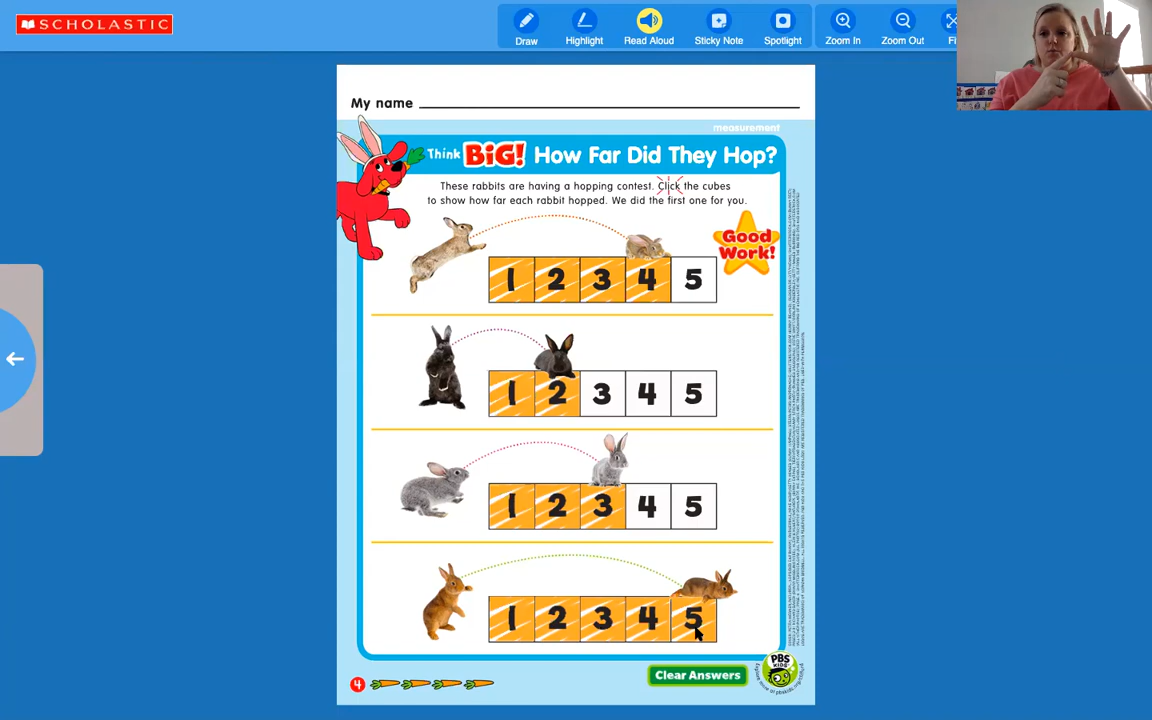 SCHOLASTIC
Draw
Highlight
Read Aloud
Sticky Note
Spotlight
Zoom In
Zoom Out
My name
measurement
Think BIG! How Far Did They Hop?
These rabbits are having a hopping contest. Click the cubes
to show how far each rabbit hopped. We did the first one for you.
Good
Work!
1 2 3 4 5
1 2 3 4 5
1 2 3 4 5
1 2 3 4 5
4
Clear Answers
PBS
KIDS